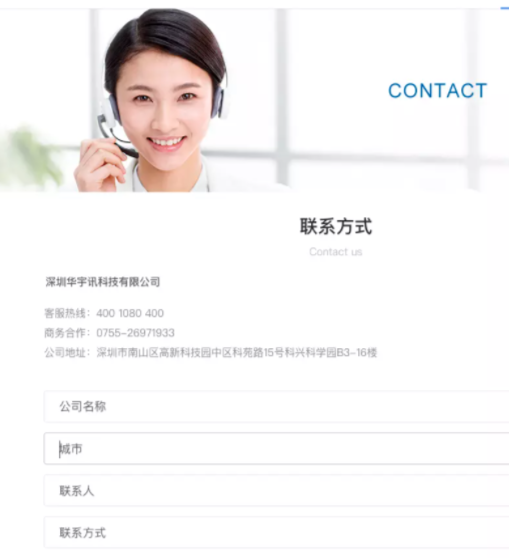 CONTACT
联系方式
Contact us
深圳华宇讯科技有限公司
客服热线：400 1080 400
商务合作：0755-26971933
公司地址：深圳市南山区高新科技园中区科苑路15号科兴科学园B3-16楼
公司名称
城市
联系人
联系方式